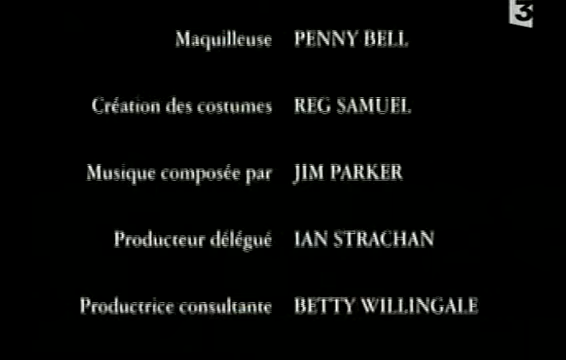 3
Maquilleuse PENNY BELL
Création des costumes REG SAMUEL
Musique composée par JIM PARKER
Producteur délégué IAN STRACHAN
Productrice consultante BETTY WILLINGALE